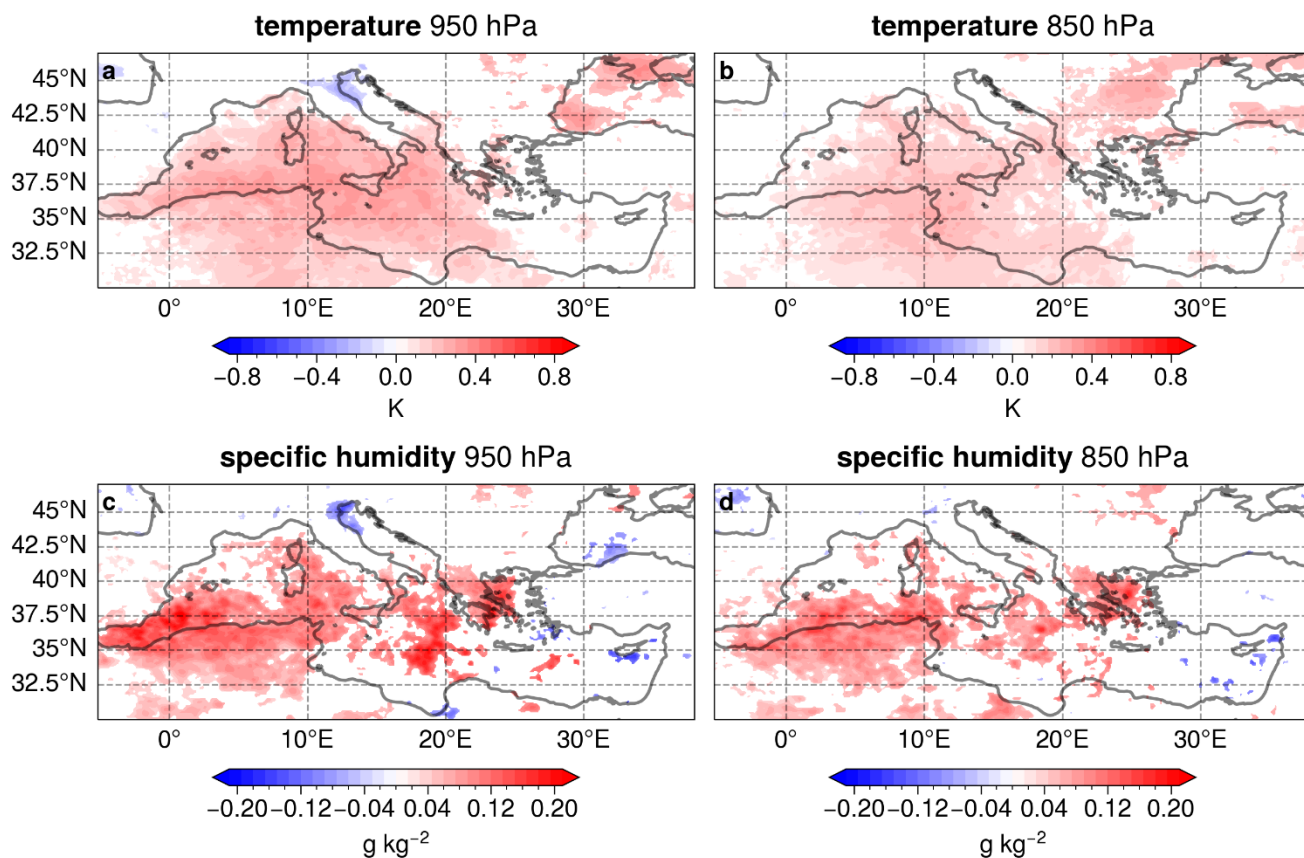 temperature 950 hPa
temperature 850 hPa
a
b
45°N
42.5°N
40°N
37.5°N
35°N
32.5°N
0° 10°E 20°E 30°E
0° 10°E 20°E 30°E
−0.8 −0.4 0.0 0.4 0.8
−0.8 −0.4 0.0 0.4 0.8
K
K
specific humidity 950 hPa
specific humidity 850 hPa
c
d
45°N
42.5°N
40°N
37.5°N
35°N
32.5°N
0° 10°E 20°E 30°E
0° 10°E 20°E 30°E
−0.20 −0.12 −0.04 0.04 0.12 0.20
−0.20 −0.12 −0.04 0.04 0.12 0.20
g kg⁻²
g kg⁻²